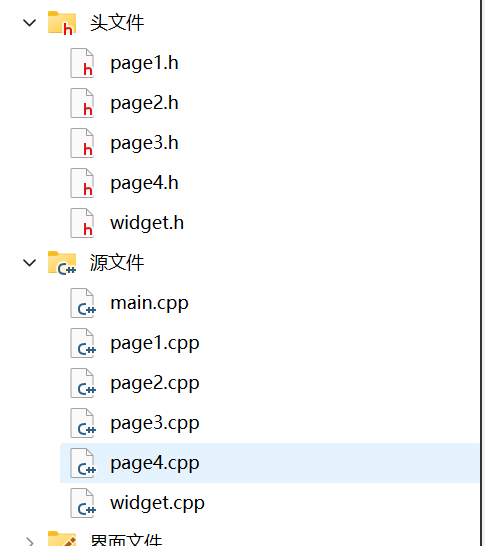 头文件
page1.h
page2.h
page3.h
page4.h
widget.h
源文件
main.cpp
page1.cpp
page2.cpp
page3.cpp
page4.cpp
widget.cpp
界面文件